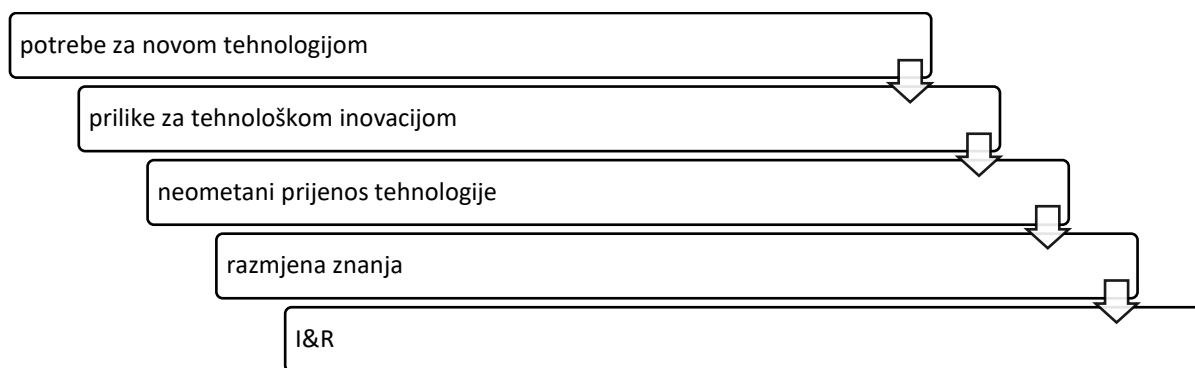 potrebe za novom tehnologijom
prilike za tehnološkom inovacijom
neometani prijenos tehnologije
razmjena znanja
I&R